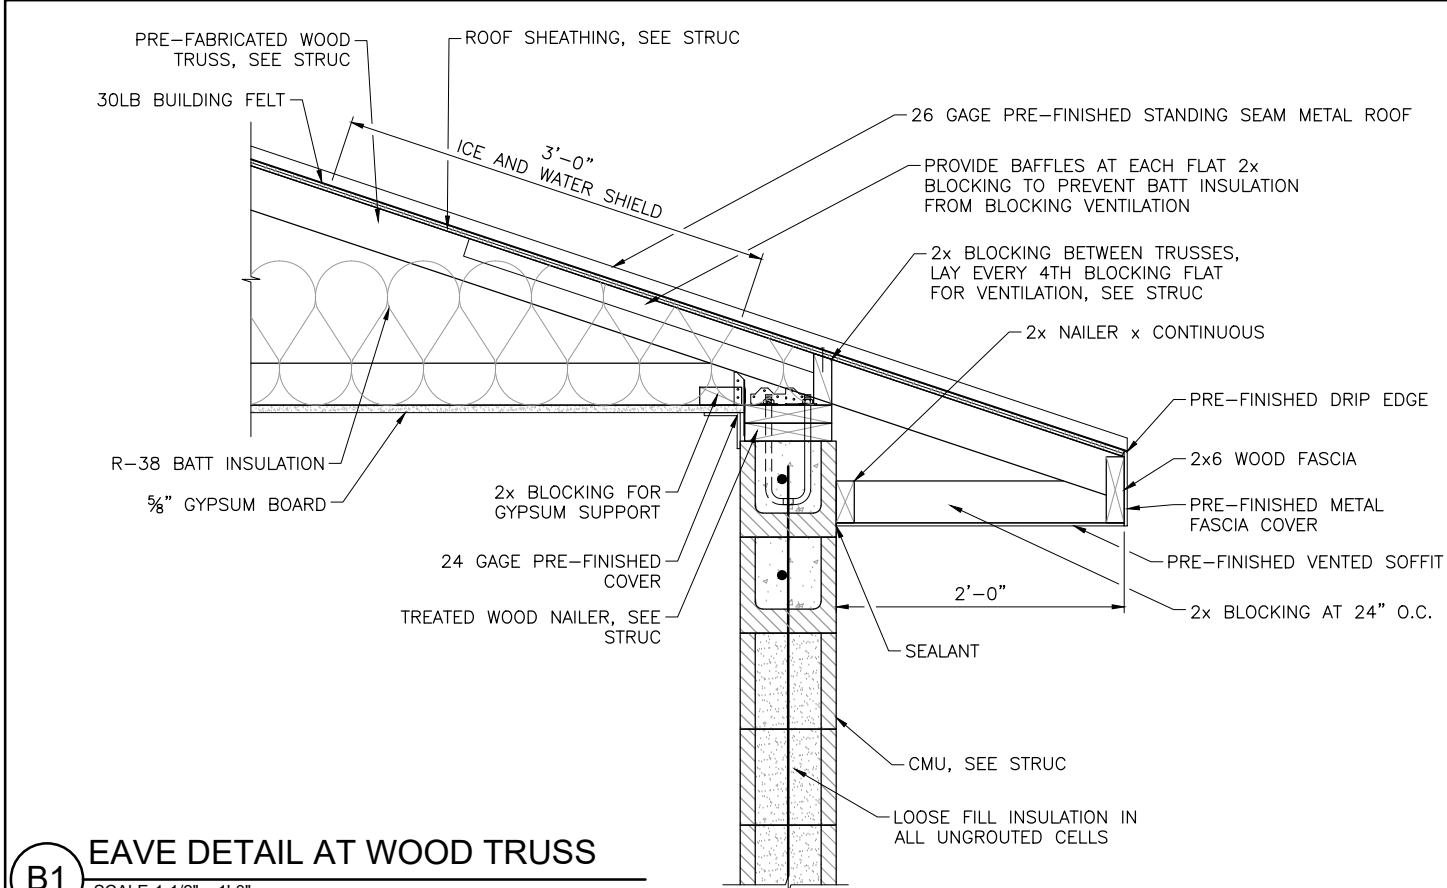 PRE-FABRICATED WOOD
TRUSS, SEE STRUC
ROOF SHEATHING, SEE STRUC
30LB BUILDING FELT
3'-0"
ICE AND WATER SHIELD
26 GAGE PRE-FINISHED STANDING SEAM METAL ROOF
PROVIDE BAFFLES AT EACH FLAT 2x
BLOCKING TO PREVENT BATT INSULATION
FROM BLOCKING VENTILATION
2x BLOCKING BETWEEN TRUSSES,
LAY EVERY 4TH BLOCKING FLAT
FOR VENTILATION, SEE STRUC
2x NAILER x CONTINUOUS
PRE-FINISHED DRIP EDGE
2x6 WOOD FASCIA
PRE-FINISHED METAL
FASCIA COVER
PRE-FINISHED VENTED SOFFIT
2x BLOCKING AT 24" O.C.
R-38 BATT INSULATION
⅝" GYPSUM BOARD
2x BLOCKING FOR
GYPSUM SUPPORT
24 GAGE PRE-FINISHED
COVER
TREATED WOOD NAILER, SEE
STRUC
2'-0"
SEALANT
CMU, SEE STRUC
LOOSE FILL INSULATION IN
ALL UNGROUTED CELLS
B1
EAVE DETAIL AT WOOD TRUSS